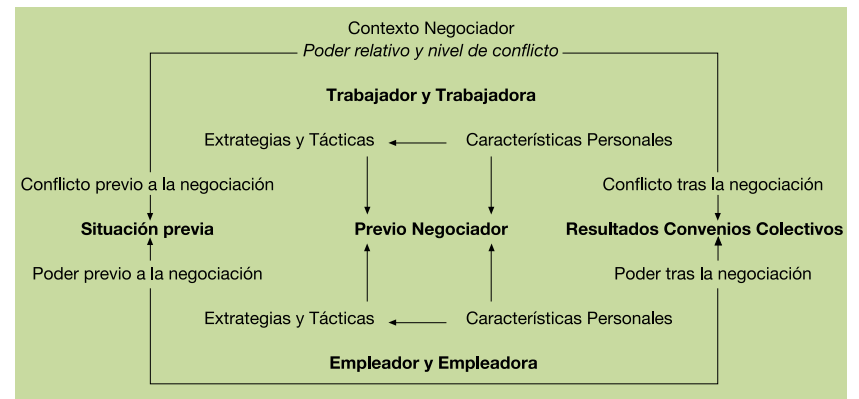 Contexto Negociador
Poder relativo y nivel de conflicto
Trabajador y Trabajadora
Extrategias y Tácticas
Características Personales
Conflicto previo a la negociación
Conflicto tras la negociación
Situación previa
Previo Negociador
Resultados Convenios Colectivos
Poder previo a la negociación
Poder tras la negociación
Extrategias y Tácticas
Características Personales
Empleador y Empleadora